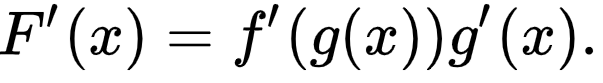 F′(x) = f′(g(x))g′(x).